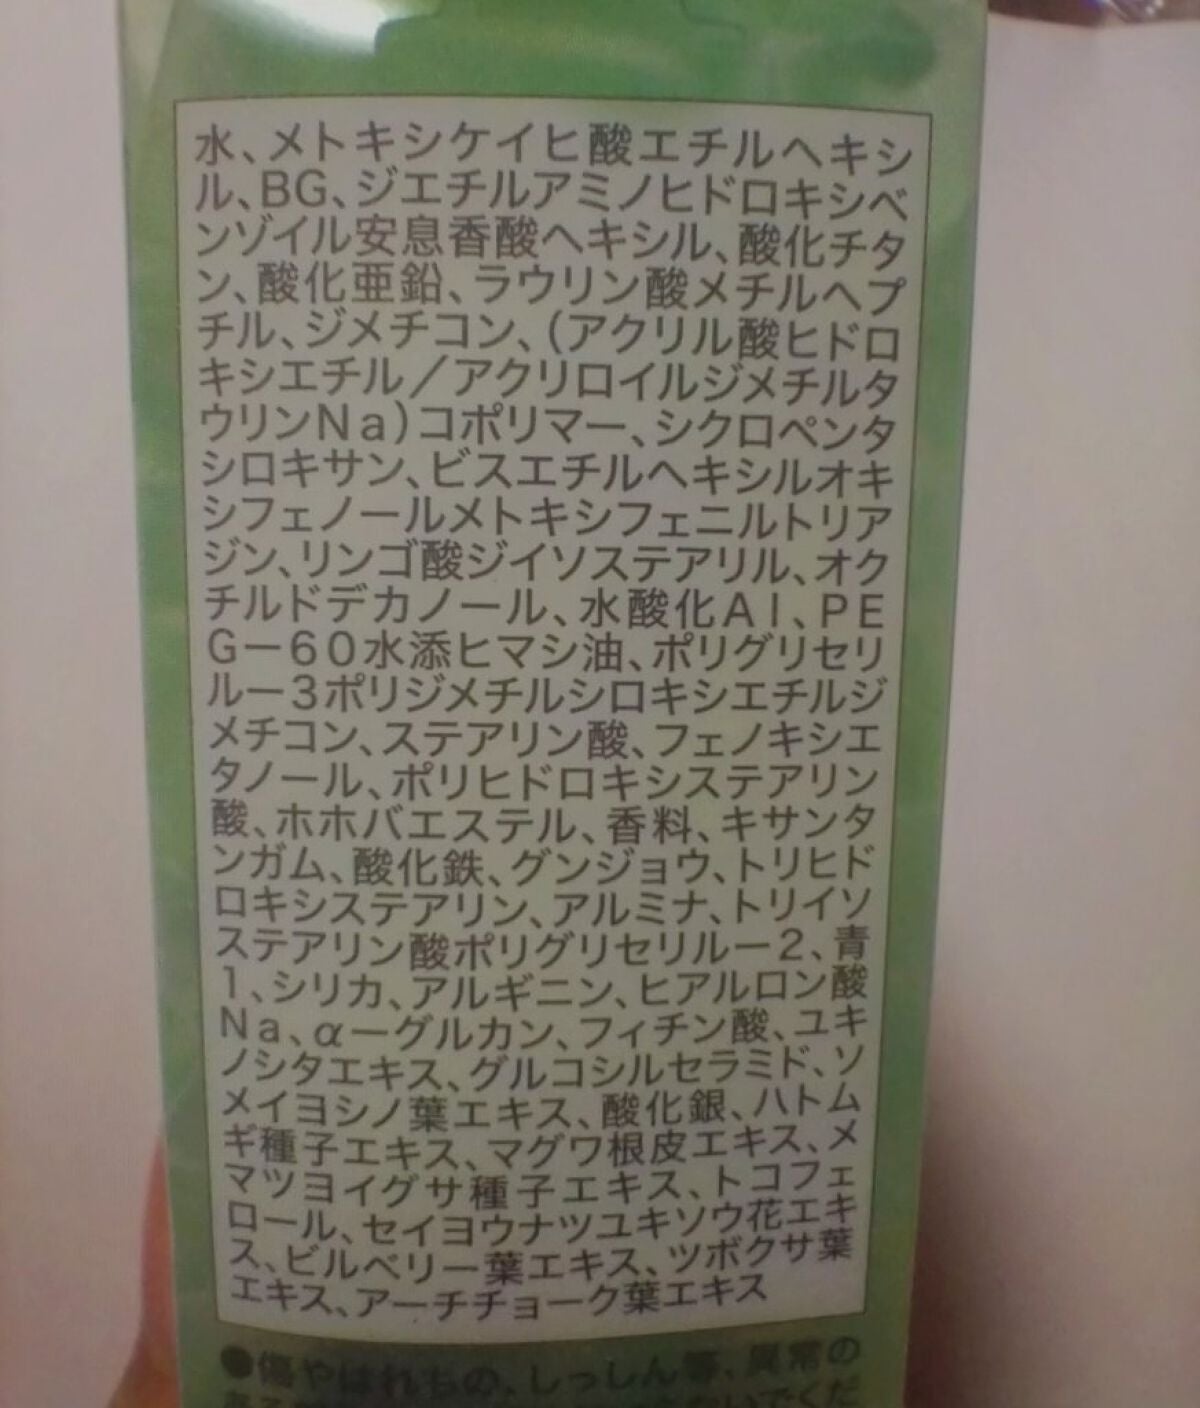 水、メトキシケイヒ酸エチルヘキシ
ル、BG、ジエチルアミノヒドロキシベ
ンゾイル安息香酸ヘキシル、酸化チタ
ン、酸化亜鉛、ラウリン酸メチルヘプ
チル、ジメチコン、(アクリル酸ヒドロ
キシエチル/アクリロイルジメチルタ
ウリンNa)コポリマー、シクロペンタ
シロキサン、ビスエチルヘキシルオキ
シフェノールメトキシフェニルトリア
ジン、リンゴ酸ジイソステアリル、オク
チルドデカノール、水酸化Al、PE
G-60水添ヒマシ油、ポリグリセリ
ル-3ポリジメチルシロキシエチルジ
メチコン、ステアリン酸、フェノキシエ
タノール、ポリヒドロキシステアリン
酸、ホホバエステル、香料、キサンタ
ンガム、酸化鉄、グンジョウ、トリヒド
ロキシステアリン、アルミナ、トリイソ
ステアリン酸ポリグリセリル-2、青
1、シリカ、アルギニン、ヒアルロン酸
Na、α-グルカン、フィチン酸、ユキ
ノシタエキス、グルコシルセラミド、ソ
メイヨシノ葉エキス、酸化銀、ハトム
ギ種子エキス、マグワ根皮エキス、メ
マツヨイグサ種子エキス、トコフェ
ロール、セイヨウナツユキソウ花エキ
ス、ビルベリー葉エキス、ツボクサ葉
エキス、アーチチョーク葉エキス
●傷やはれもの、しっしん等、異常の